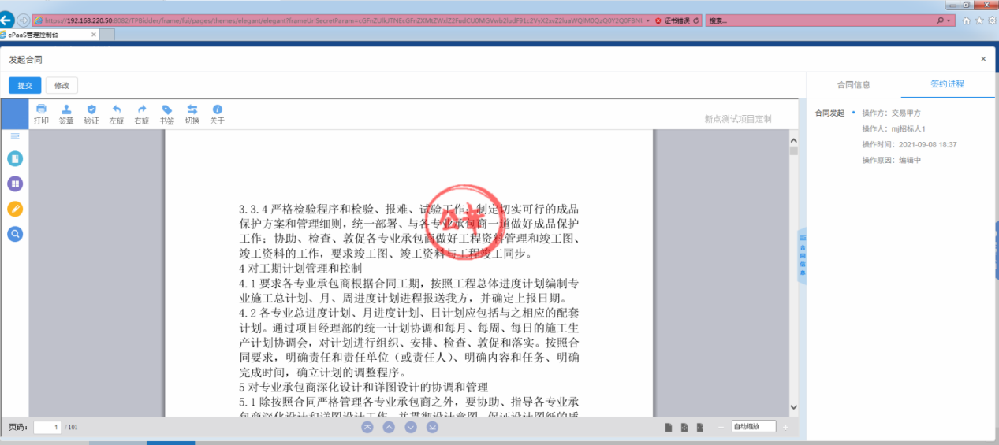 192.168.220.50:8082/TPBidder/frame/fui/pages/themes/elegant/elegant?frameUrlSecretParam=
证书错误
搜索...
ePaaS管理控制台
发起合同
提交
修改
合同信息
签约进程
打印
签章
验证
左旋
右旋
书签
切换
关于
新点测试项目定制
合同发起
操作方：交易甲方
操作人：mj招标人1
操作时间：2021-09-08 18:37
操作原因：编辑中
公章
3.3.4 严格检验程序和检验、报难、试验工作；制定切实可行的成品
保护方案和管理细则，统一部署、与各专业承包商一道做好成品保护
工作；协助、检查、敦促各专业承包商做好工程资料管理和竣工图、
竣工资料的工作，要求竣工图、竣工资料与工程竣工同步。
4 对工期计划管理和控制
4.1 要求各专业承包商根据合同工期，按照工程总体进度计划编制专
业施工总计划、月、周进度计划进程报送我方，并确定上报日期。
4.2 各专业总进度计划、月进度计划、日计划应包括与之相应的配套
计划。通过项目经理部的统一计划协调和每月、每周、每日的施工生
产计划协调会，对计划进行组织、安排、检查、敦促和落实。按照合
同要求，明确责任和责任单位（或责任人）、明确内容和任务、明确
完成时间，确立计划的调整程序。
5 对专业承包商深化设计和详图设计的协调和管理
5.1 除按照合同严格管理各专业承包商之外，要协助、指导各专业承
包商深化设计和详图设计工作，并贯彻设计意图，保证设计图纸的质
合同信息
页码：
1
/ 101
自动缩放